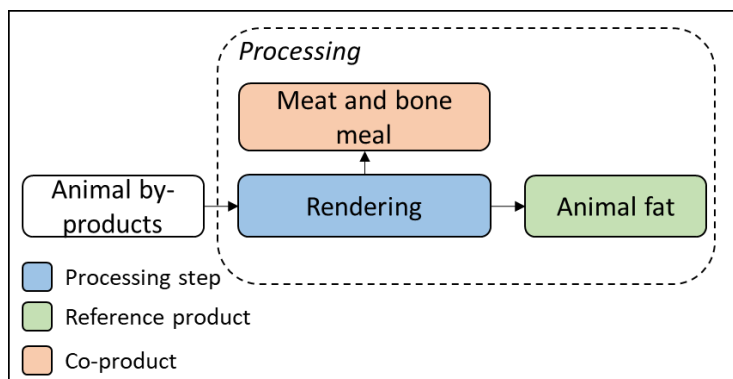 Processing
Meat and bone
meal
Animal by-
products
Rendering
Animal fat
Processing step
Reference product
Co-product